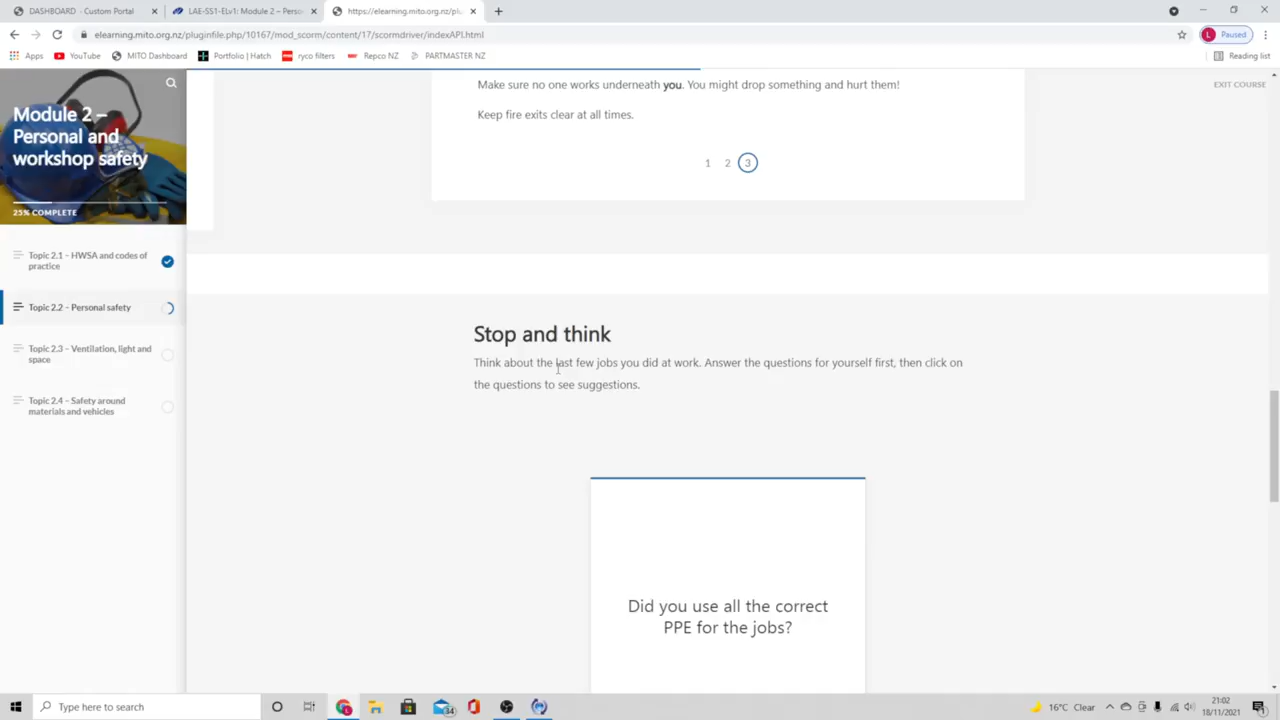 DASHBOARD - Custom Portal
LAE-SS1-ELv1: Module 2 – Perso
https://elearning.mito.org.nz/plu
elearning.mito.org.nz/pluginfile.php/10167/mod_scorm/content/17/scormdriver/indexAPI.html
L Paused
Apps
YouTube
MITO Dashboard
Portfolio | Hatch
ryco filters
Repco NZ
PARTMASTER NZ
Reading list
Module 2 –
Personal and
workshop safety
25% COMPLETE
Topic 2.1 - HWSA and codes of
practice
Topic 2.2 - Personal safety
Topic 2.3 - Ventilation, light and
space
Topic 2.4 - Safety around
materials and vehicles
EXIT COURSE
Make sure no one works underneath you. You might drop something and hurt them!
Keep fire exits clear at all times.
1 2 3
Stop and think
Think about the last few jobs you did at work. Answer the questions for yourself first, then click on
the questions to see suggestions.
Did you use all the correct
PPE for the jobs?
Type here to search
34
L
16°C Clear
21:02
18/11/2021